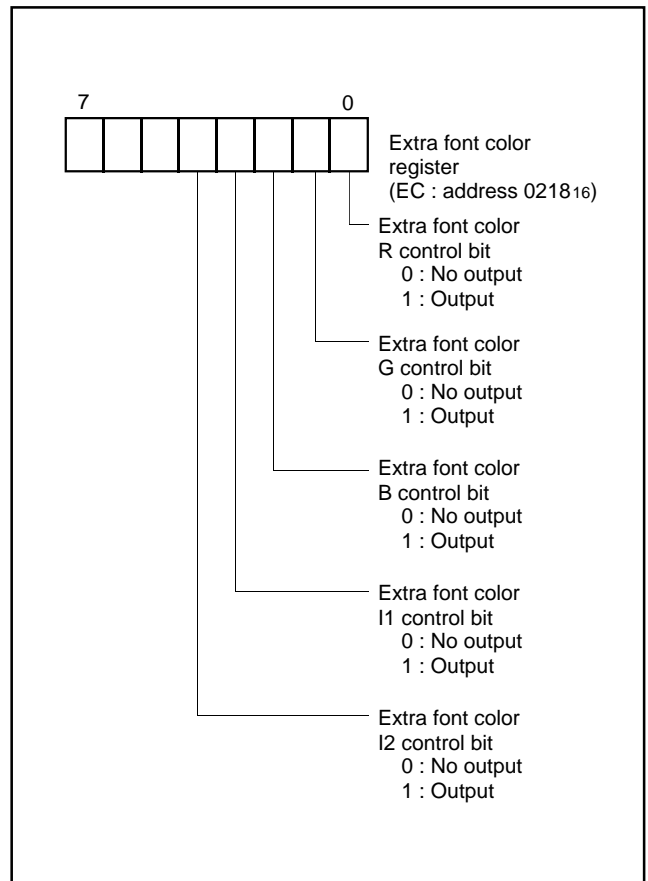 7 0
Extra font color
register
(EC : address 021816)
Extra font color
R control bit
0 : No output
1 : Output
Extra font color
G control bit
0 : No output
1 : Output
Extra font color
B control bit
0 : No output
1 : Output
Extra font color
I1 control bit
0 : No output
1 : Output
Extra font color
I2 control bit
0 : No output
1 : Output